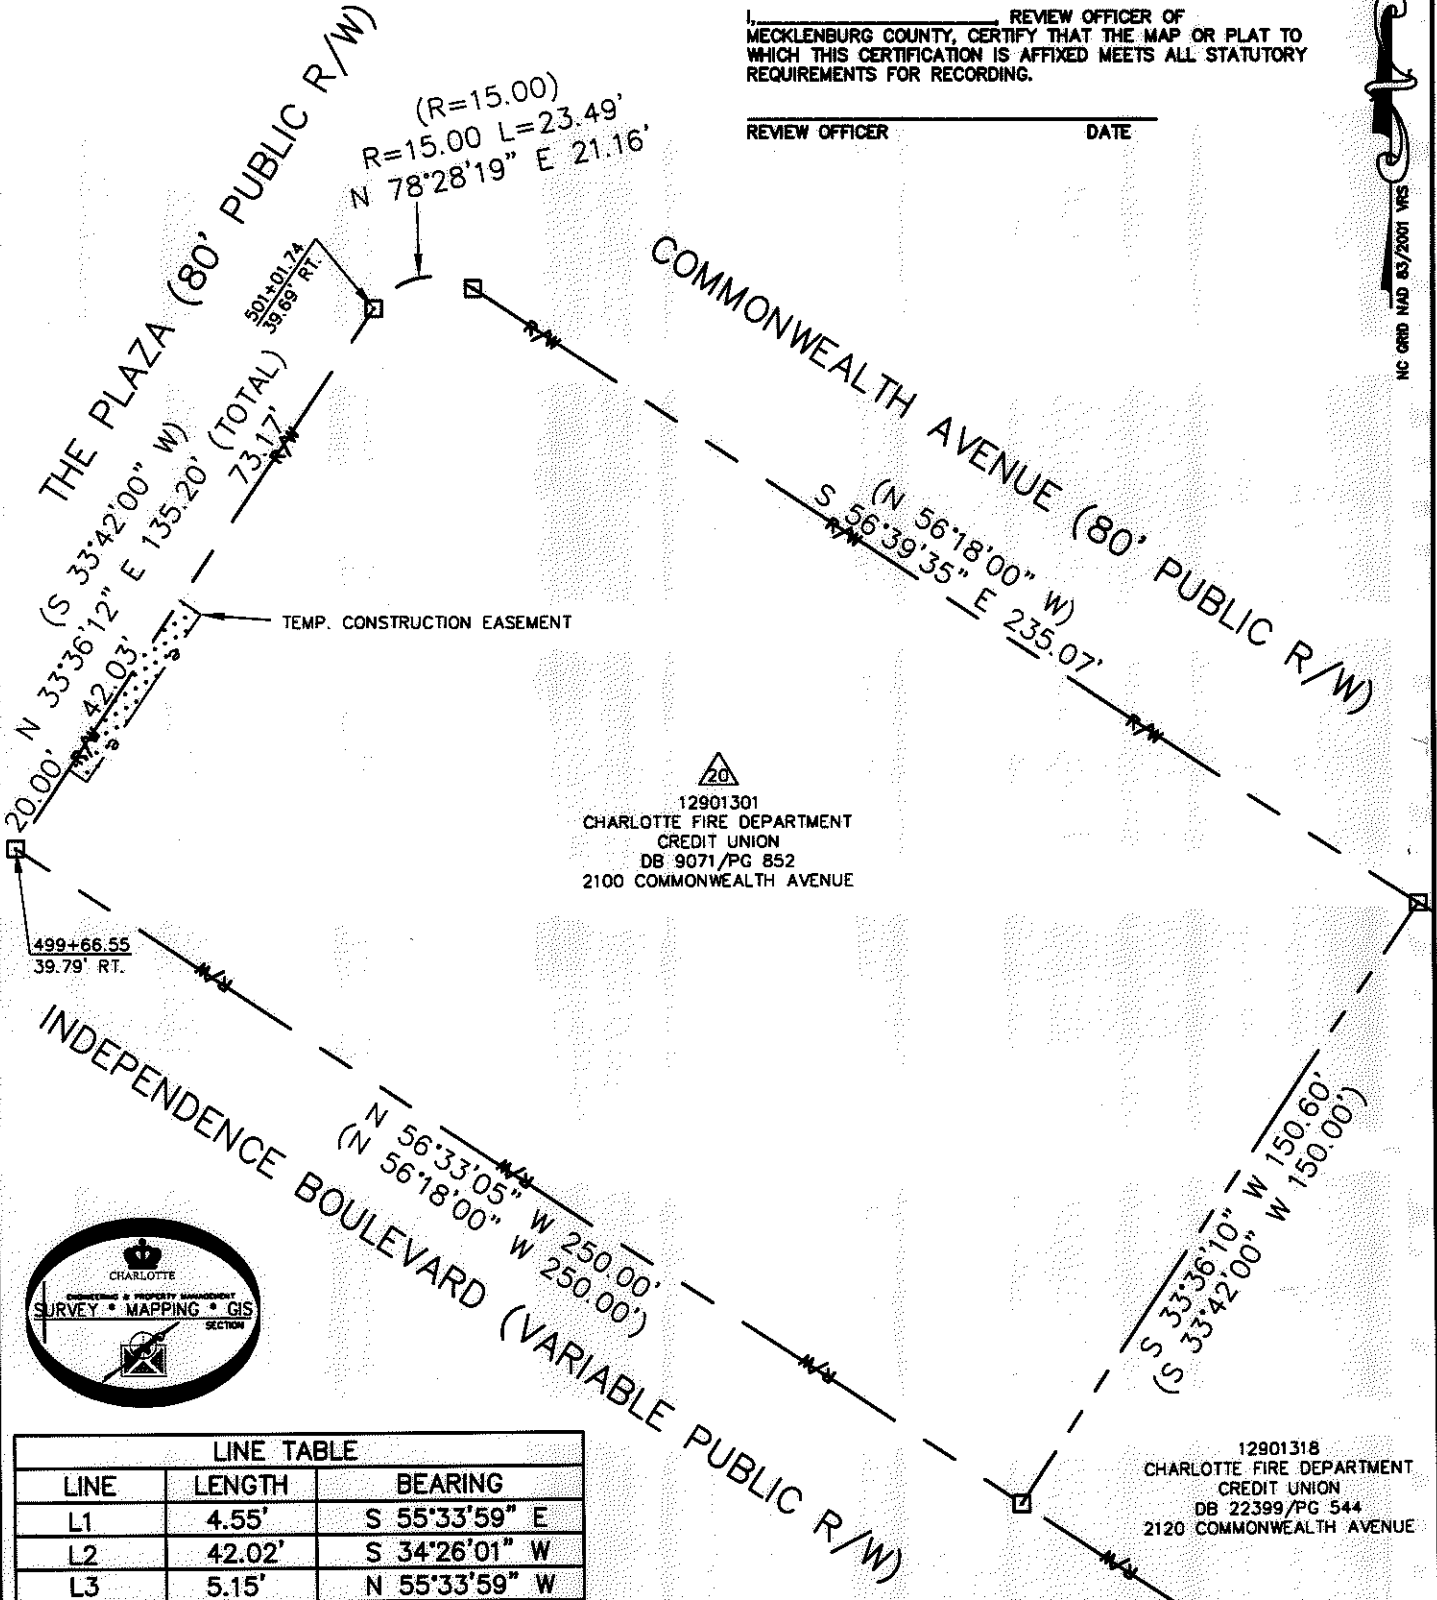 I,____________________, REVIEW OFFICER OF
MECKLENBURG COUNTY, CERTIFY THAT THE MAP OR PLAT TO
WHICH THIS CERTIFICATION IS AFFIXED MEETS ALL STATUTORY
REQUIREMENTS FOR RECORDING.
REVIEW OFFICER DATE
NC GRID NAD 83/2001 VRS
THE PLAZA (80' PUBLIC R/W)
(R=15.00)
R=15.00 L=23.49'
N 78°28'19" E 21.16'
501+01.74
39.69' RT.
COMMONWEALTH AVENUE (80' PUBLIC R/W)
R/W
(S 33°42'00" W)
N 33°36'12" E 135.20' (TOTAL)
73.17'
R/W
(N 56°18'00" W)
S 56°39'35" E 235.07'
R/W
R/W
TEMP. CONSTRUCTION EASEMENT
42.03'
R/W
e
e
20.00'
20
12901301
CHARLOTTE FIRE DEPARTMENT
CREDIT UNION
DB 9071/PG 852
2100 COMMONWEALTH AVENUE
499+66.55
39.79' RT.
R/W
INDEPENDENCE BOULEVARD (VARIABLE PUBLIC R/W)
N 56°33'05" W 250.00'
(N 56°18'00" W 250.00')
R/W
R/W
S 33°36'10" W 150.60'
(S 33°42'00" W 150.00')
CHARLOTTE
ENGINEERING & PROPERTY MANAGEMENT
SURVEY * MAPPING * GIS
SECTION
12901318
CHARLOTTE FIRE DEPARTMENT
CREDIT UNION
DB 22399/PG 544
2120 COMMONWEALTH AVENUE
R/W
LINE TABLE
LINE LENGTH BEARING
L1 4.55' S 55°33'59" E
L2 42.02' S 34°26'01" W
L3 5.15' N 55°33'59" W